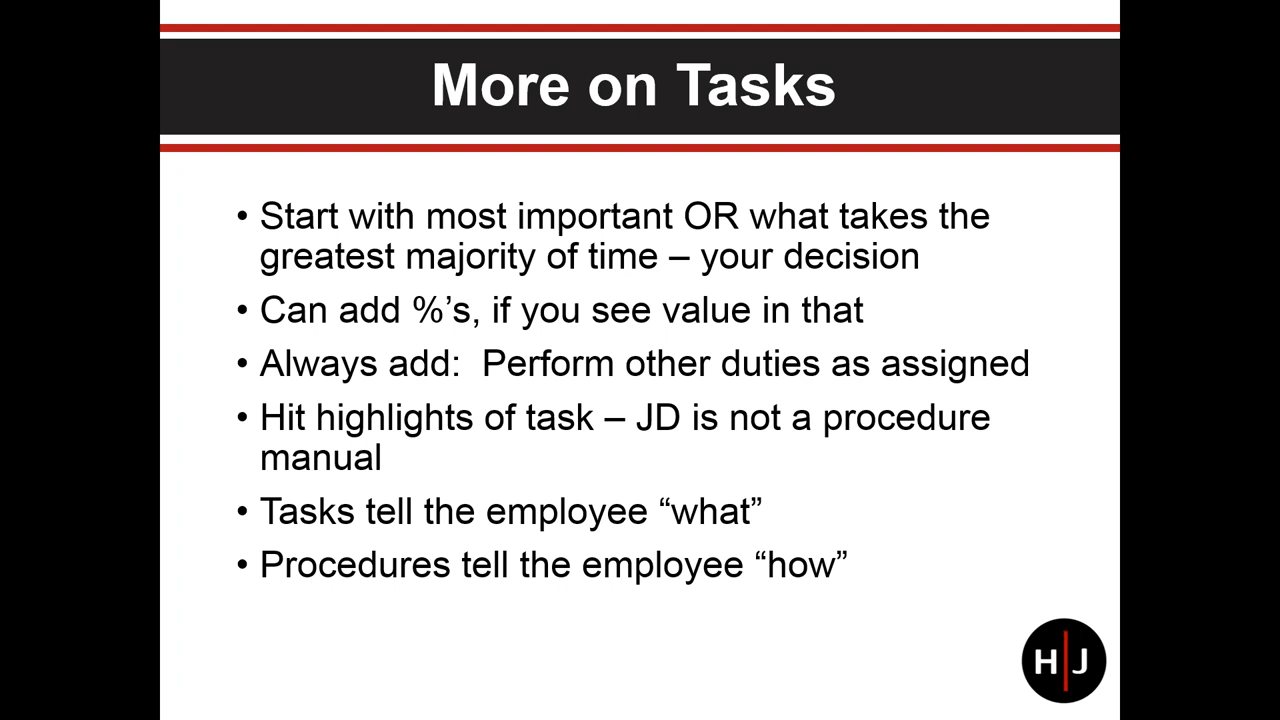 More on Tasks
• Start with most important OR what takes the
greatest majority of time – your decision
• Can add %’s, if you see value in that
• Always add:  Perform other duties as assigned
• Hit highlights of task – JD is not a procedure
manual
• Tasks tell the employee “what”
• Procedures tell the employee “how”
H|J